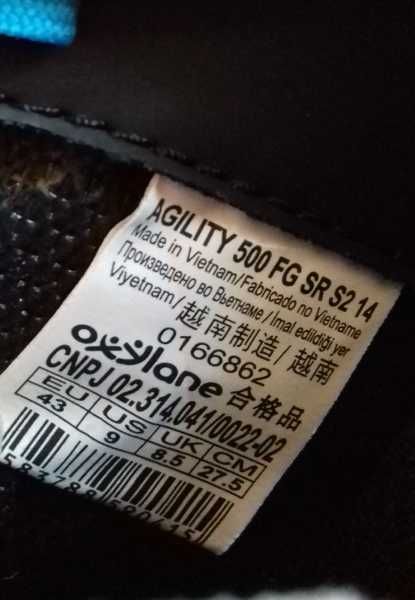 AGILITY 500 FG SR S2 14
Made in Vietnam/Fabricado no Vietname
Произведено во Вьетнаме / Imal edildiği yer
Viyetnam/越南制造/ 越南
0166862
oxylane 合格品
CNPJ 02.314.041/0022-02
EU US UK CM
43 9 8.5 27.5